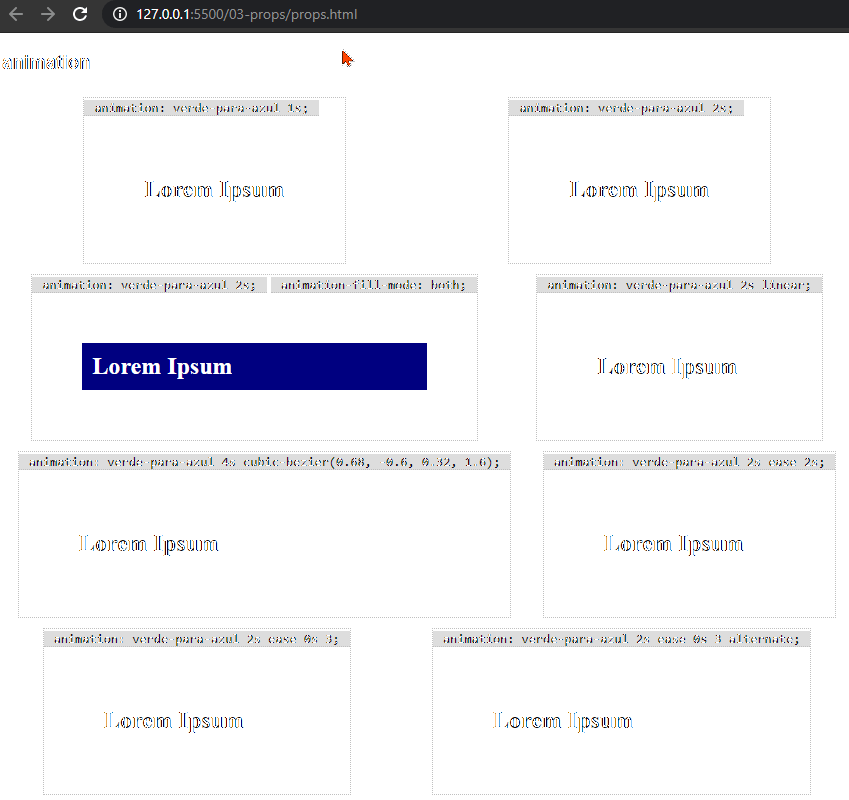 127.0.0.1:5500/03-props/props.html
animation
animation: verde-para-azul 1s;
Lorem Ipsum
animation: verde-para-azul 2s;
Lorem Ipsum
animation: verde-para-azul 2s; animation-fill-mode: both;
Lorem Ipsum
animation: verde-para-azul 2s linear;
Lorem Ipsum
animation: verde-para-azul 4s cubic-bezier(0.68, -0.6, 0.32, 1.6);
Lorem Ipsum
animation: verde-para-azul 2s ease 2s;
Lorem Ipsum
animation: verde-para-azul 2s ease 0s 3;
Lorem Ipsum
animation: verde-para-azul 2s ease 0s 3 alternate;
Lorem Ipsum